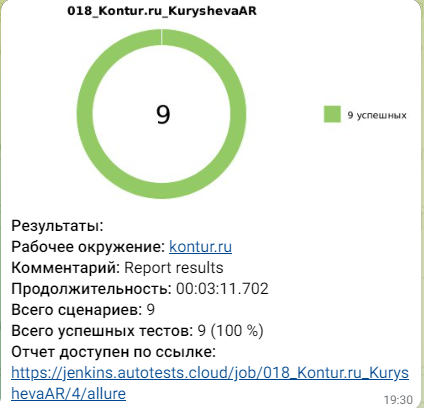 018_Kontur.ru_KuryshevaAR
9
9 успешных
Результаты:
Рабочее окружение: kontur.ru
Комментарий: Report results
Продолжительность: 00:03:11.702
Всего сценариев: 9
Всего успешных тестов: 9 (100 %)
Отчет доступен по ссылке:
https://jenkins.autotests.cloud/job/018_Kontur.ru_Kurys
hevaAR/4/allure
19:30